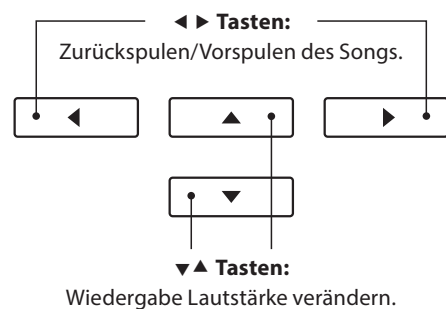 ◀ ▶ Tasten:
Zurückspulen/Vorspulen des Songs.
◀ ▲ ▶
▼
▼▲ Tasten:
Wiedergabe Lautstärke verändern.